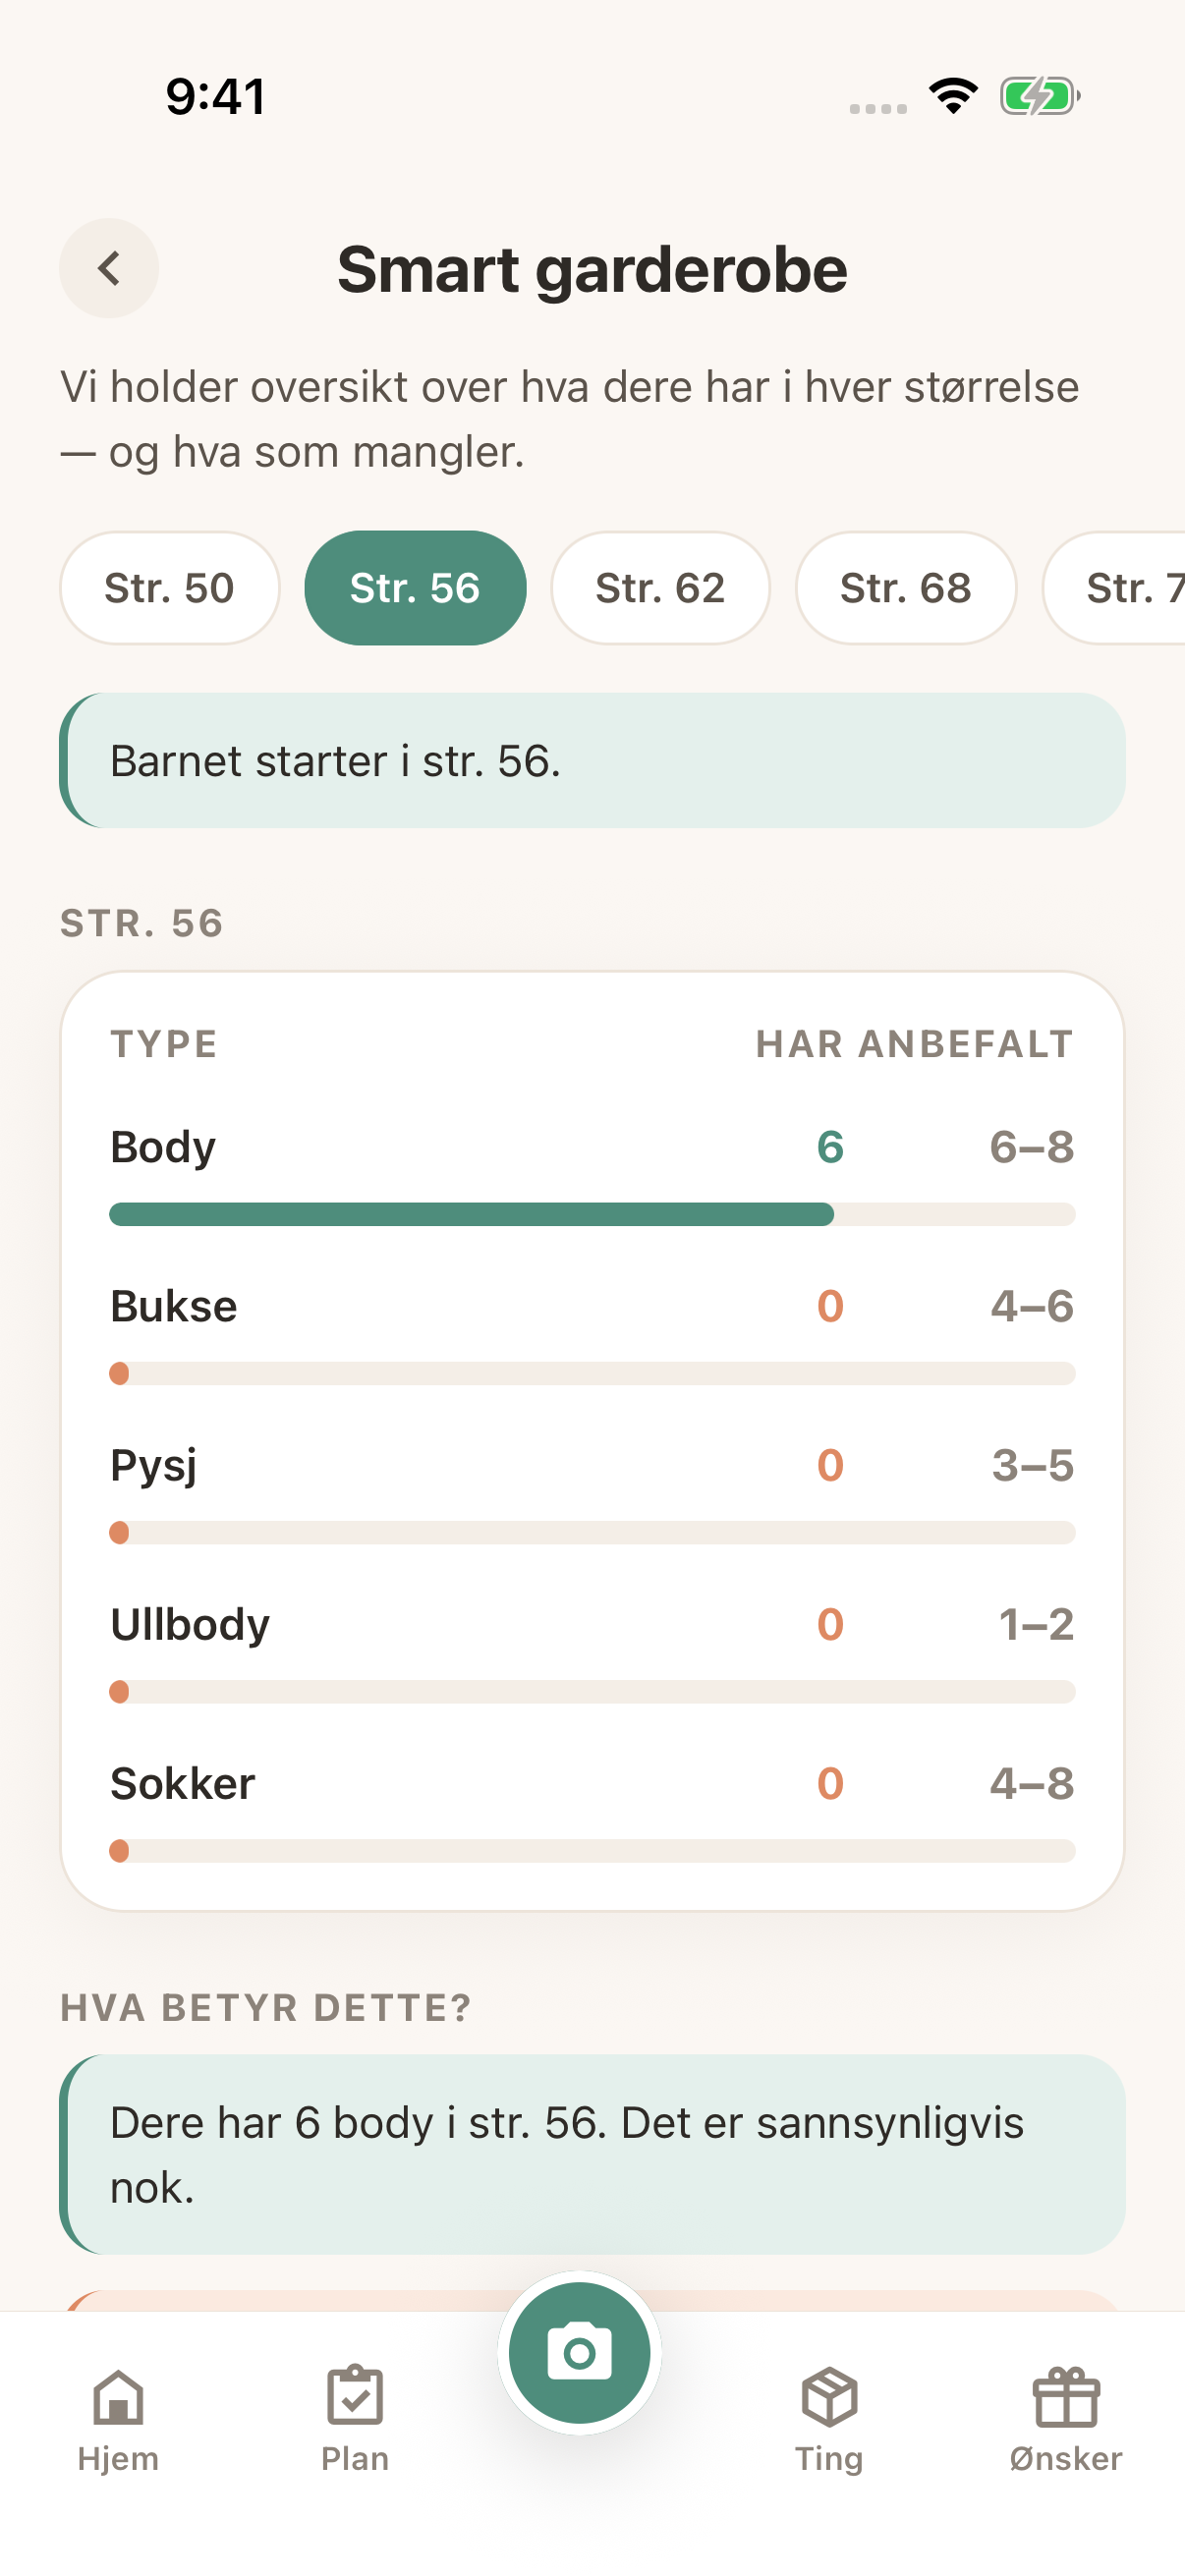 9:41
Smart garderobe
Vi holder oversikt over hva dere har i hver størrelse
— og hva som mangler.
Str. 50 Str. 56 Str. 62 Str. 68 Str. 7
Barnet starter i str. 56.
STR. 56
TYPE HAR ANBEFALT
Body 6 6–8
Bukse 0 4–6
Pysj 0 3–5
Ullbody 0 1–2
Sokker 0 4–8
HVA BETYR DETTE?
Dere har 6 body i str. 56. Det er sannsynligvis
nok.
Hjem Plan Ting Ønsker